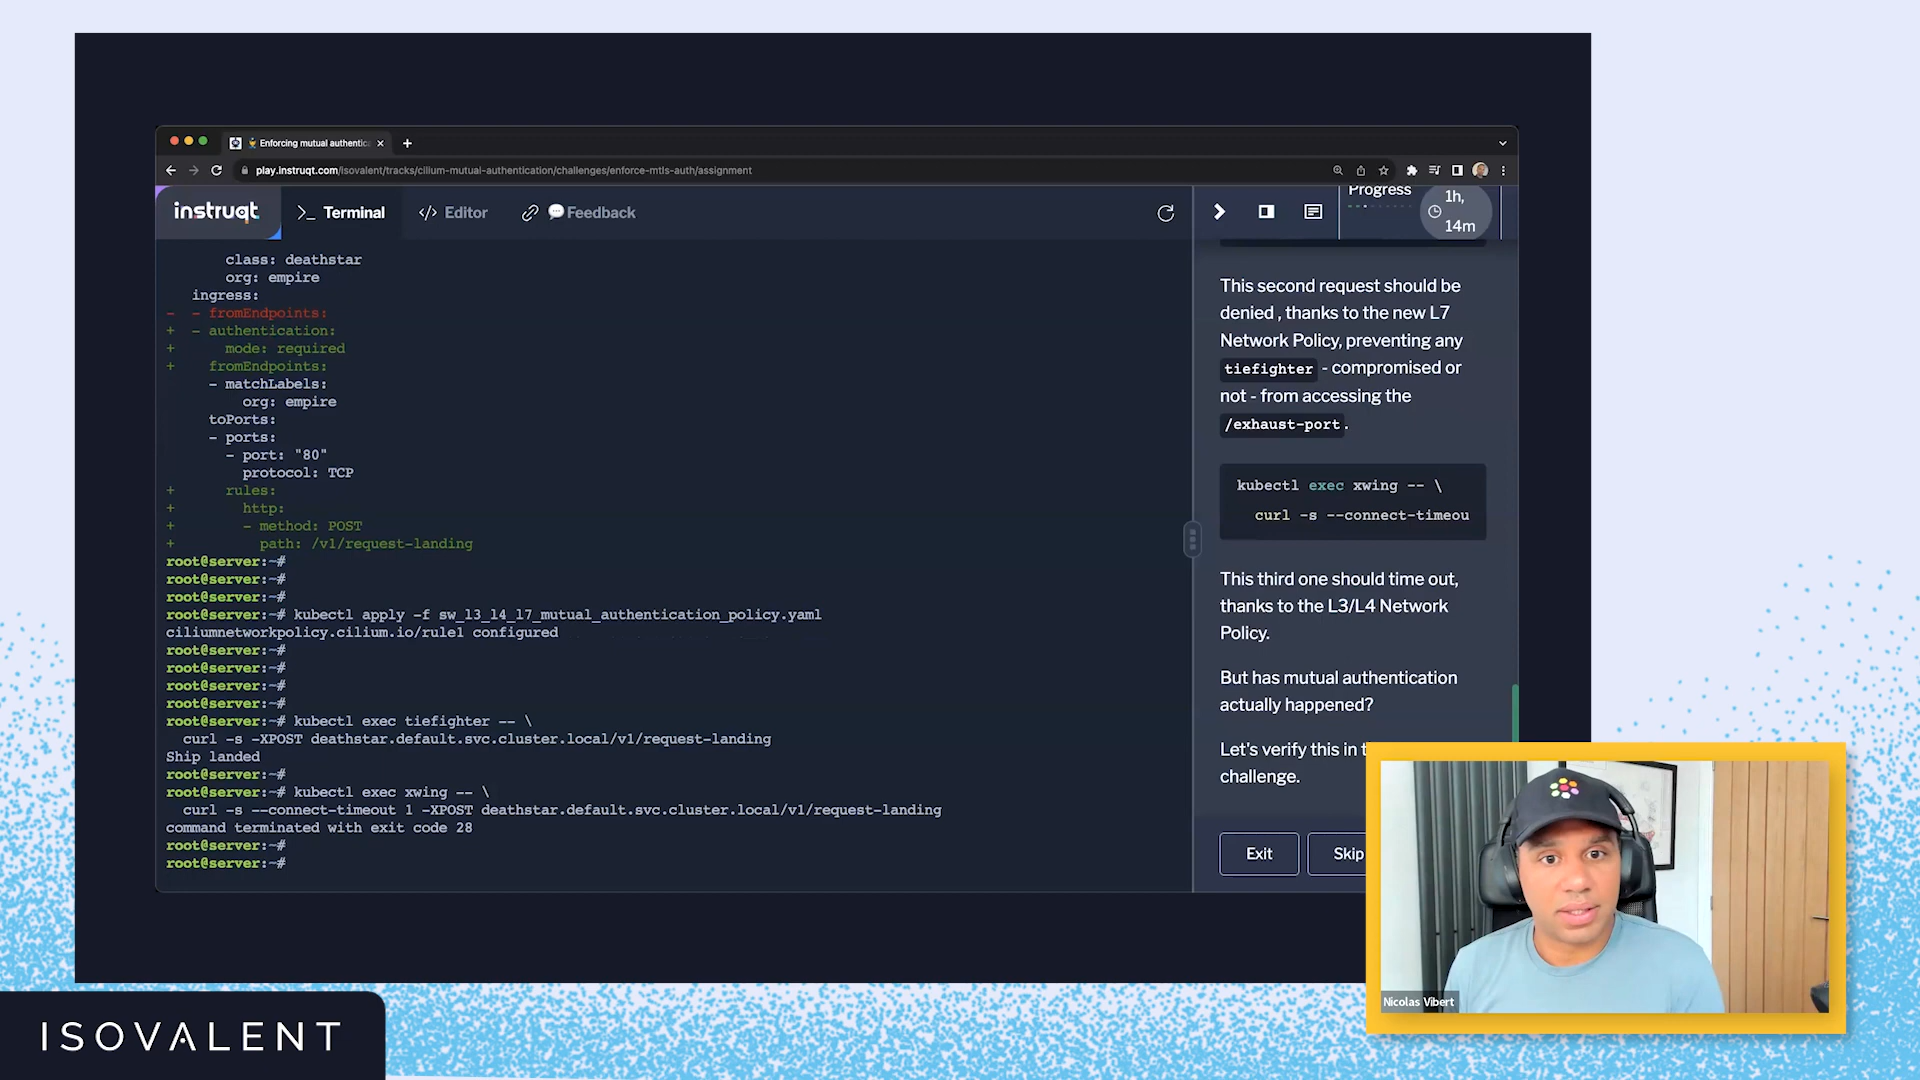 Enforcing mutual authentic
play.instruqt.com/isovalent/tracks/cilium-mutual-authentication/challenges/enforce-mtls-auth/assignment
instruqt
>_ Terminal
</> Editor
Feedback
Progress
1h,
14m
class: deathstar
org: empire
ingress:
- - fromEndpoints:
+ - authentication:
+ mode: required
+ fromEndpoints:
- matchLabels:
org: empire
toPorts:
- ports:
- port: "80"
protocol: TCP
+ rules:
+ http:
+ - method: POST
+ path: /v1/request-landing
root@server:~#
root@server:~#
root@server:~#
root@server:~# kubectl apply -f sw_l3_l4_l7_mutual_authentication_policy.yaml
ciliumnetworkpolicy.cilium.io/rule1 configured
root@server:~#
root@server:~#
root@server:~#
root@server:~#
root@server:~# kubectl exec tiefighter -- \
curl -s -XPOST deathstar.default.svc.cluster.local/v1/request-landing
Ship landed
root@server:~#
root@server:~# kubectl exec xwing -- \
curl -s --connect-timeout 1 -XPOST deathstar.default.svc.cluster.local/v1/request-landing
command terminated with exit code 28
root@server:~#
root@server:~#
This second request should be
denied , thanks to the new L7
Network Policy, preventing any
tiefighter - compromised or
not - from accessing the
/exhaust-port .
kubectl exec xwing -- \
curl -s --connect-timeou
This third one should time out,
thanks to the L3/L4 Network
Policy.
But has mutual authentication
actually happened?
Let's verify this in t
challenge.
Exit
Skip
Nicolas Vibert
ISOVALENT